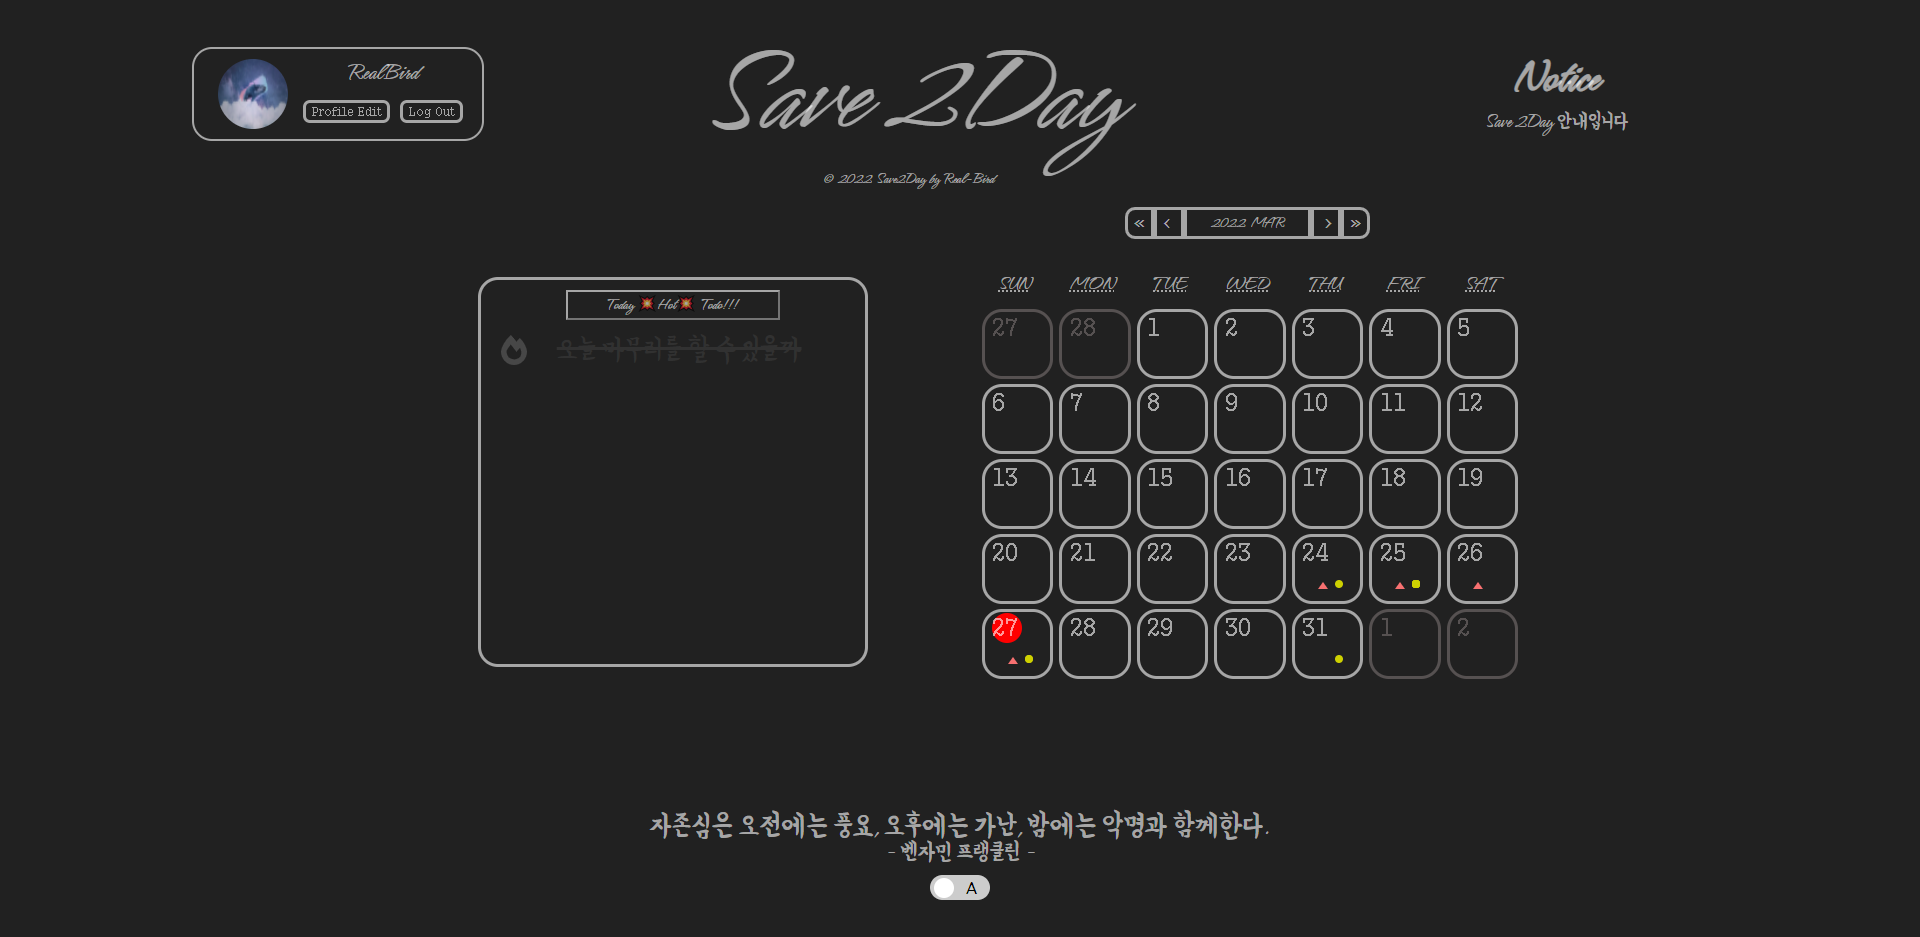 RealBird
Profile Edit Log Out
Save 2Day
© 2022 Save2Day by Real-Bird
Notice
Save 2Day 안내입니다
« ‹ 2022 MAR › »
Today 💥 Hot 💥 Todo!!!
오늘 마무리를 할 수 있을까
SUN MON TUE WED THU FRI SAT
27 28 1 2 3 4 5
6 7 8 9 10 11 12
13 14 15 16 17 18 19
20 21 22 23 24 25 26
27 28 29 30 31 1 2
자존심은 오전에는 풍요, 오후에는 가난, 밤에는 악명과 함께한다.
- 벤자민 프랭클린 -
A